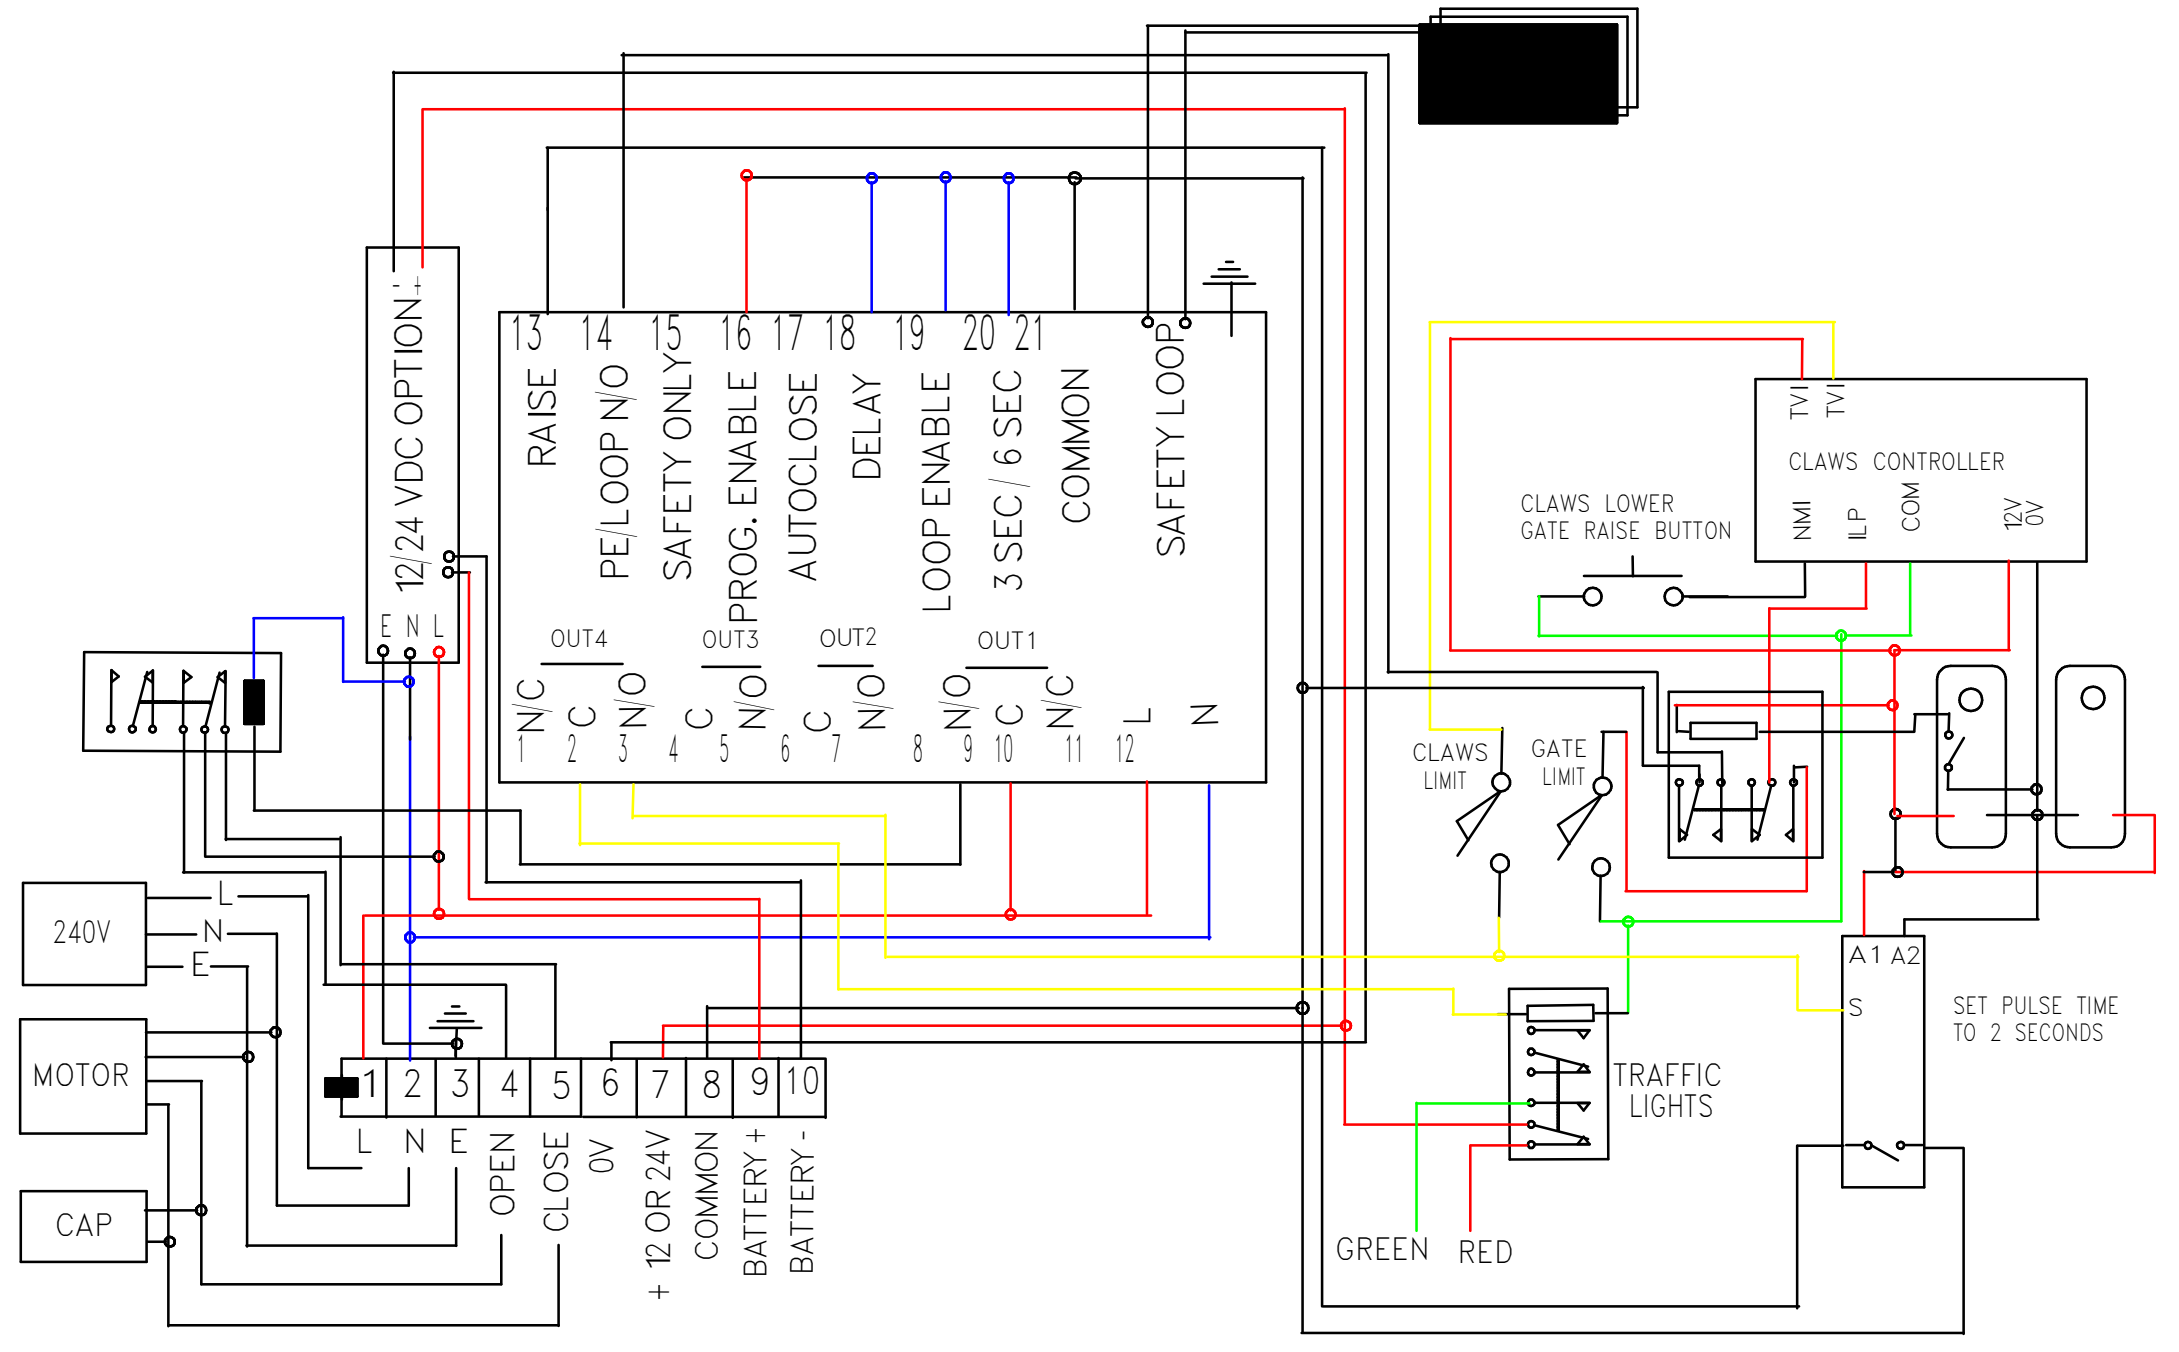 - +
12/24 VDC OPTION
E N L
13 14 15 16 17 18 19 20 21
RAISE
PE/LOOP N/O
SAFETY ONLY
PROG. ENABLE
AUTOCLOSE
DELAY
LOOP ENABLE
3 SEC / 6 SEC
COMMON
SAFETY LOOP
OUT4 OUT3 OUT2 OUT1
N/C C N/O C N/O C N/O N/O C N/C L N
1 2 3 4 5 6 7 8 9 10 11 12
TVI TVI
CLAWS CONTROLLER
NMI ILP COM 12V 0V
CLAWS LOWER
GATE RAISE BUTTON
CLAWS
LIMIT
GATE
LIMIT
240V
L
N
E
MOTOR
CAP
1 2 3 4 5 6 7 8 9 10
L N E
OPEN
CLOSE
0V
+ 12 OR 24V
COMMON
BATTERY +
BATTERY -
A1 A2
S
SET PULSE TIME
TO 2 SECONDS
TRAFFIC
LIGHTS
GREEN RED